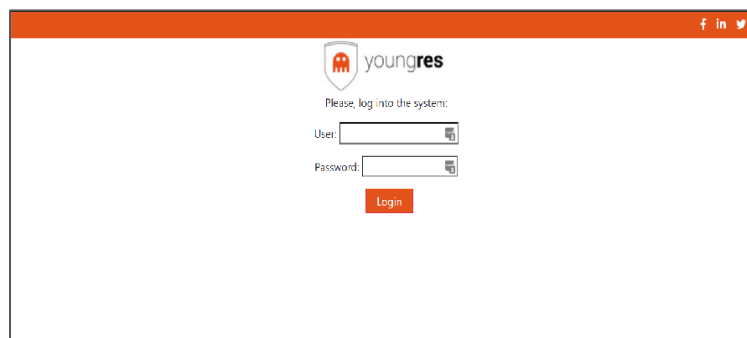 youngres
Please, log into the system:
User:
Password:
Login